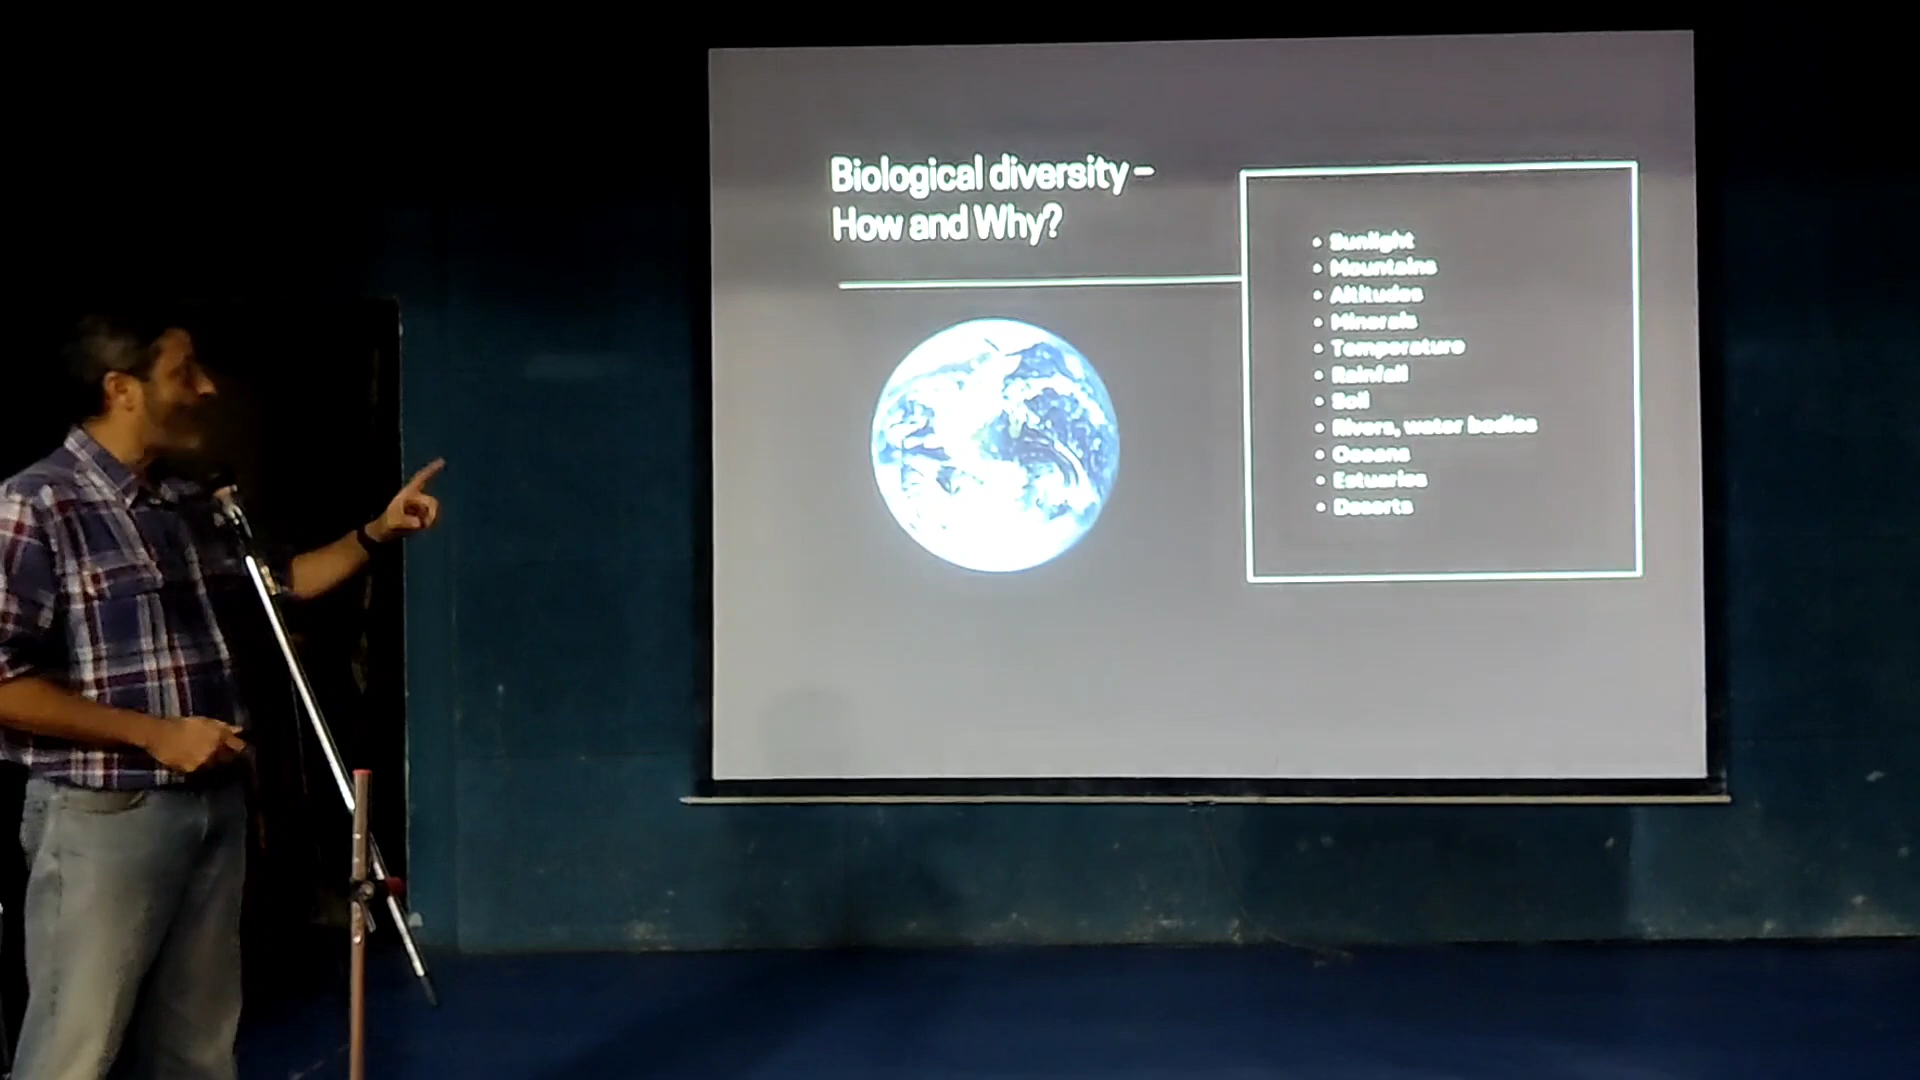 Biological diversity –
How and Why?
• Sunlight
• Mountains
• Altitudes
• Minerals
• Temperature
• Rainfall
• Soil
• Rivers, water bodies
• Oceans
• Estuaries
• Deserts